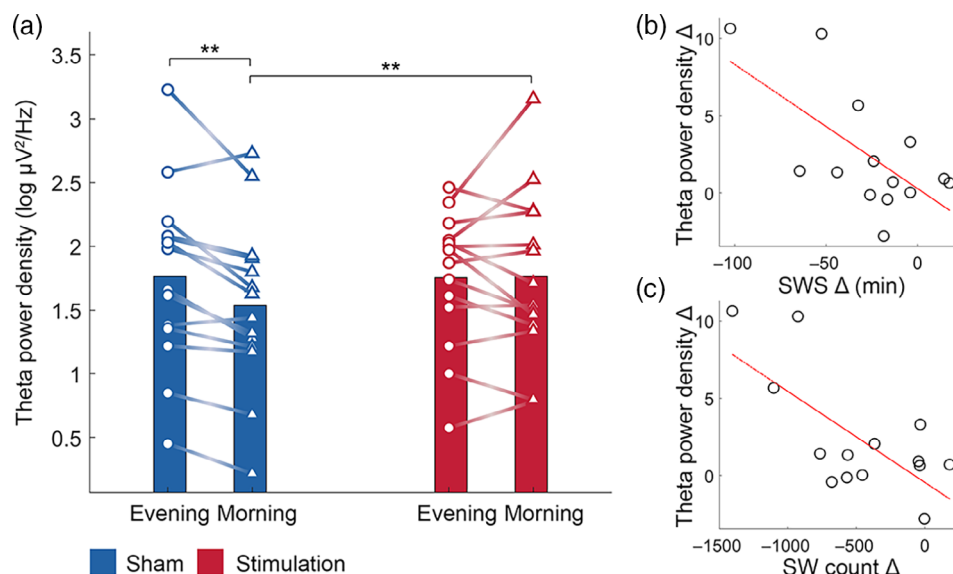 (a)
**
**
Theta power density (log µV²/Hz)
3.5
3
2.5
2
1.5
1
0.5
Evening Morning
Evening Morning
Sham
Stimulation
(b)
Theta power density Δ
10
5
0
−100
−50
0
SWS Δ (min)
(c)
Theta power density Δ
10
5
0
−1500
−1000
−500
0
SW count Δ